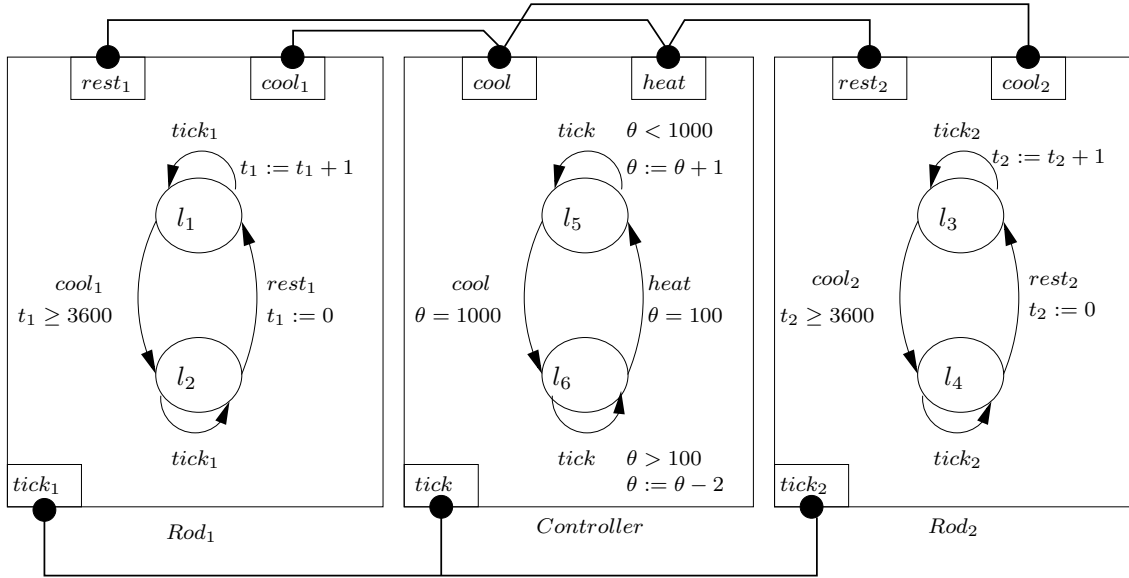 rest₁ cool₁ cool heat rest₂ cool₂
tick₁ tick θ < 1000 tick₂
t₁ := t₁ + 1 θ := θ + 1 t₂ := t₂ + 1
l₁ l₅ l₃
cool₁ rest₁ cool heat cool₂ rest₂
t₁ ≥ 3600 t₁ := 0 θ = 1000 θ = 100 t₂ ≥ 3600 t₂ := 0
l₂ l₆ l₄
tick₁ tick θ > 100 tick₂
tick₁ tick θ := θ − 2 tick₂
Rod₁ Controller Rod₂